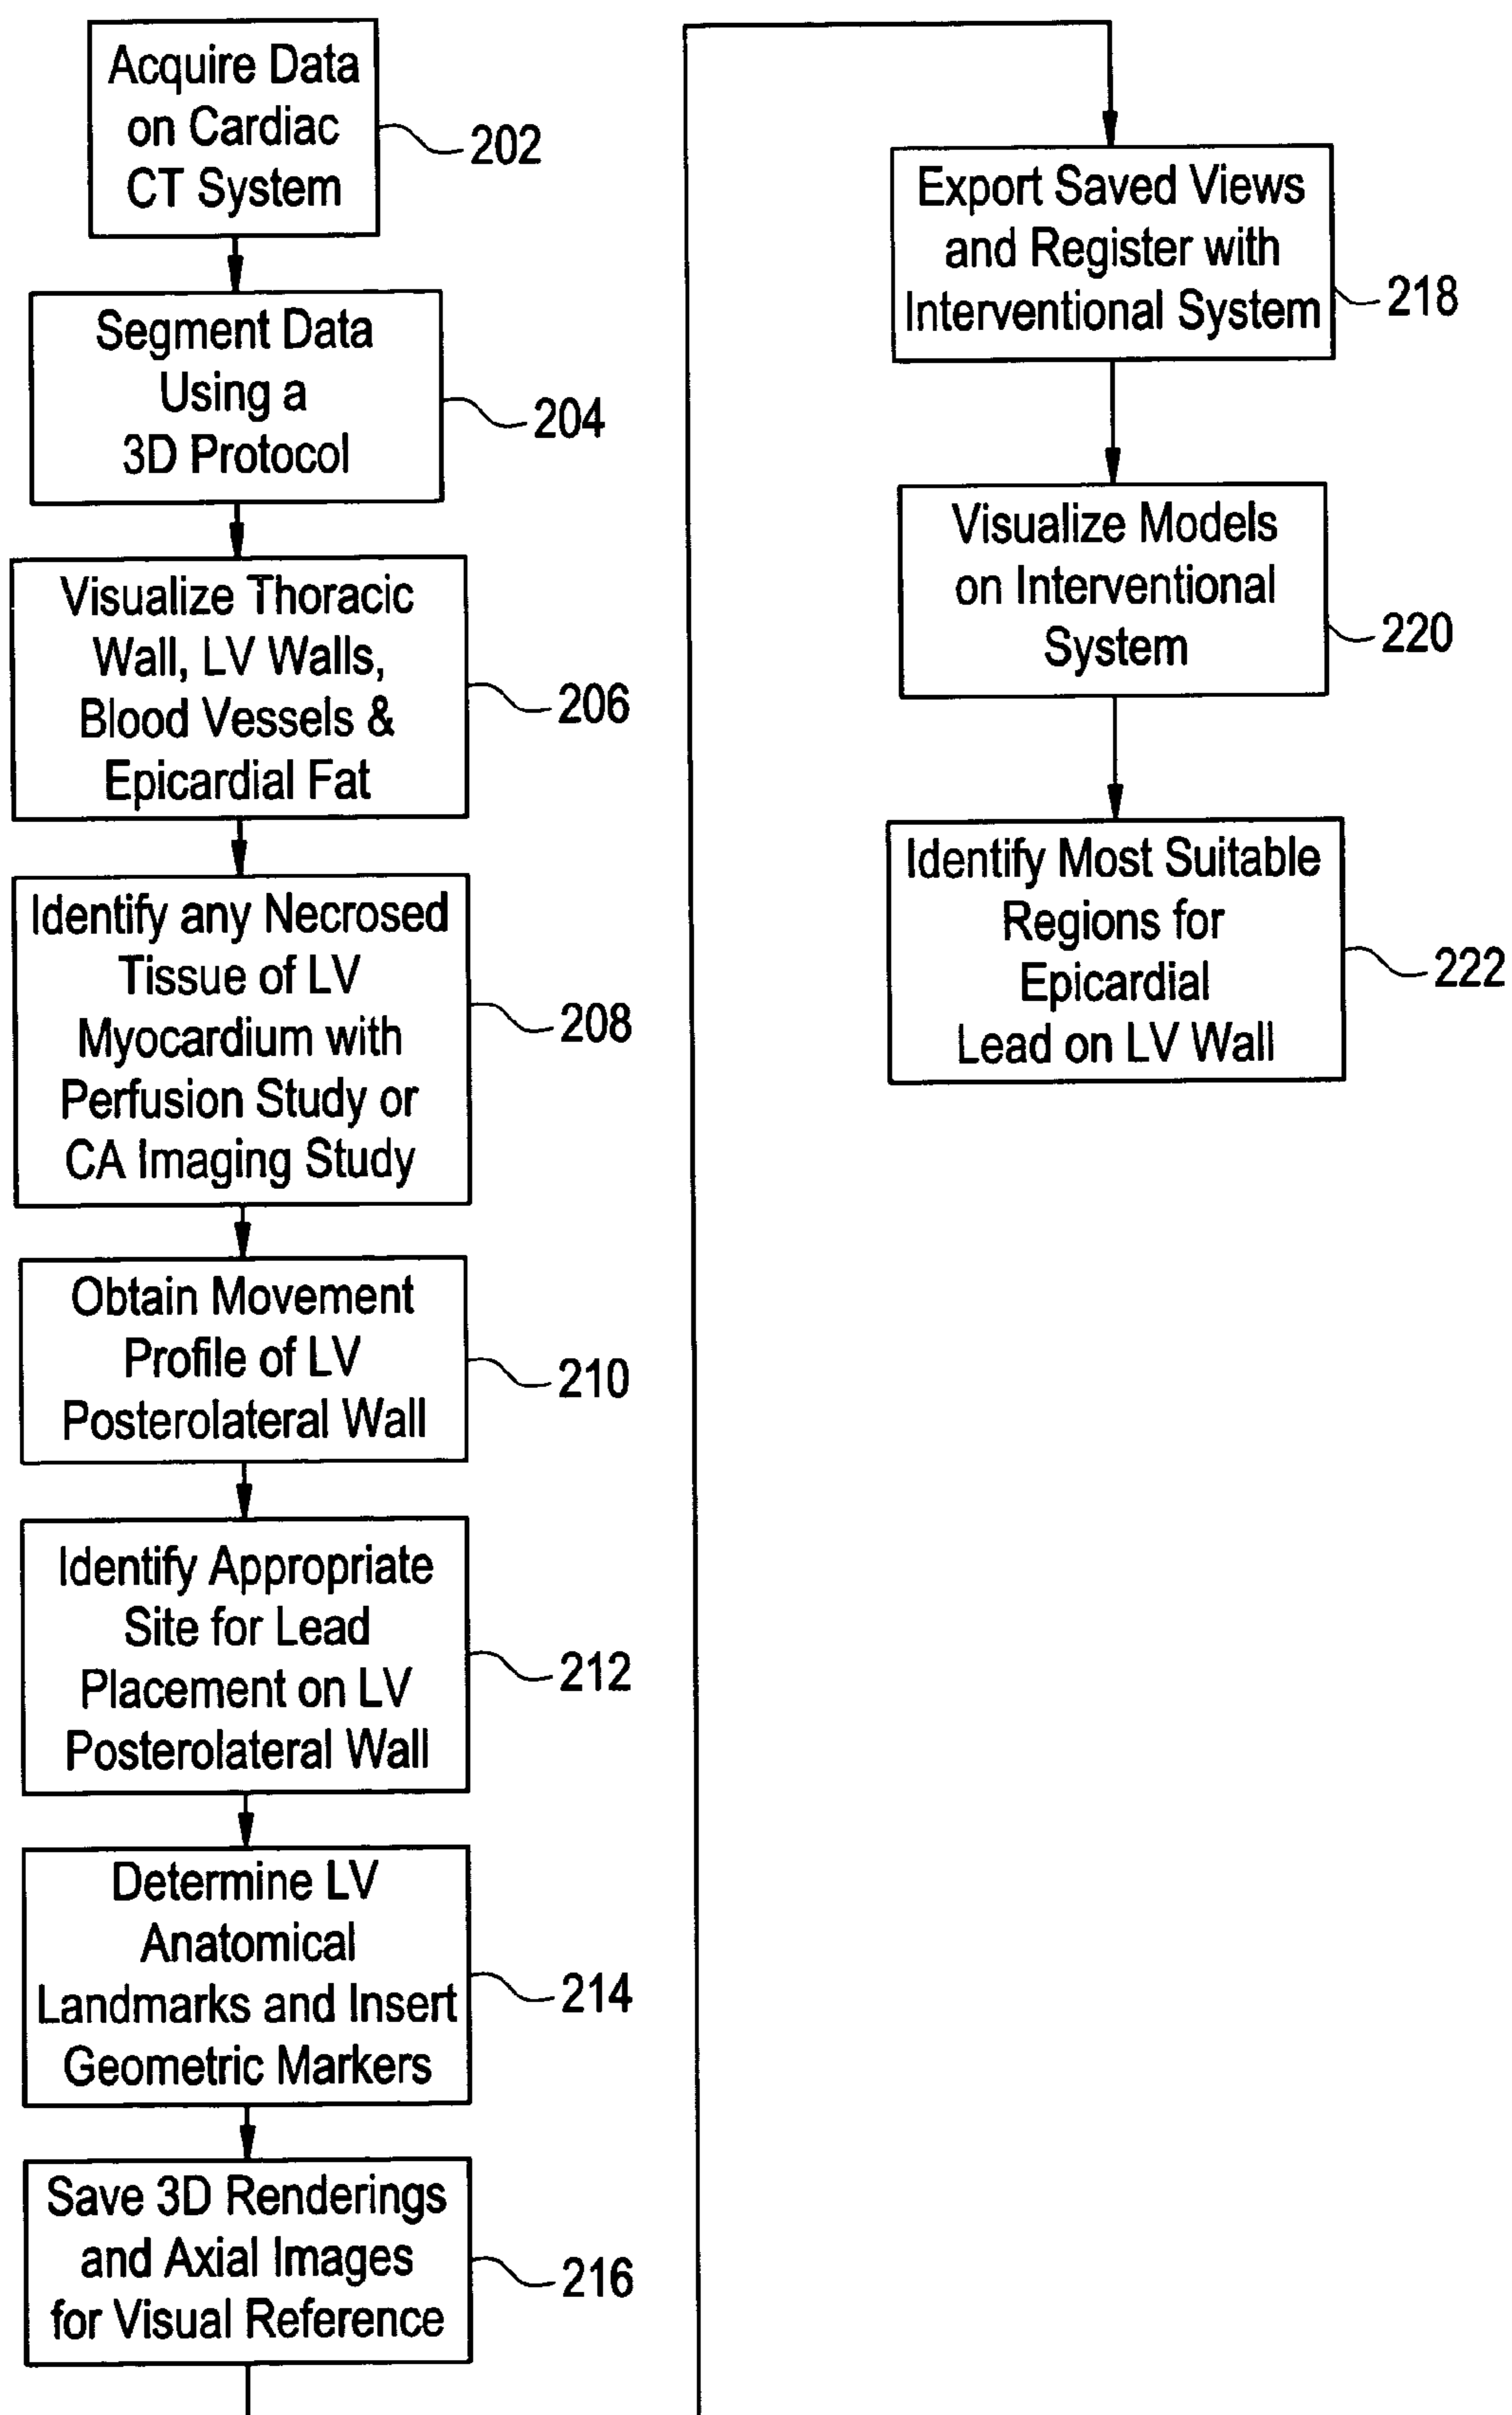 Acquire Data
on Cardiac
CT System
202
Segment Data
Using a
3D Protocol
204
Visualize Thoracic
Wall, LV Walls,
Blood Vessels &
Epicardial Fat
206
Identify any Necrosed
Tissue of LV
Myocardium with
Perfusion Study or
CA Imaging Study
208
Obtain Movement
Profile of LV
Posterolateral Wall
210
Identify Appropriate
Site for Lead
Placement on LV
Posterolateral Wall
212
Determine LV
Anatomical
Landmarks and Insert
Geometric Markers
214
Save 3D Renderings
and Axial Images
for Visual Reference
216
Export Saved Views
and Register with
Interventional System
218
Visualize Models
on Interventional
System
220
Identify Most Suitable
Regions for
Epicardial
Lead on LV Wall
222